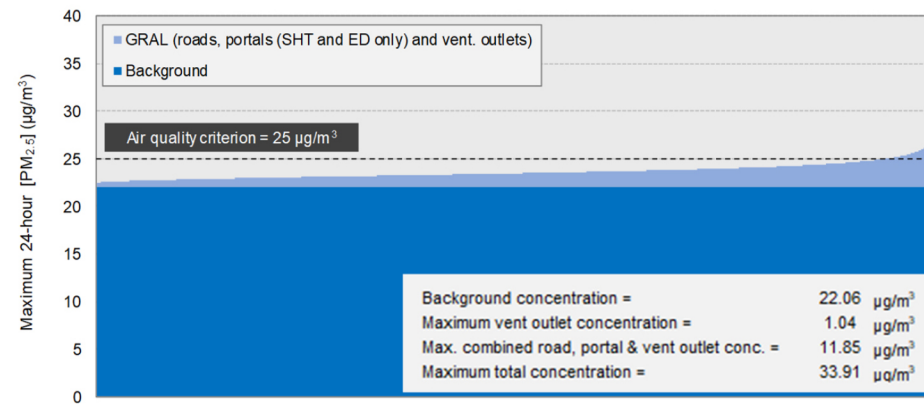 40
GRAL (roads, portals (SHT and ED only) and vent. outlets)
35
Background
30
Air quality criterion = 25 µg/m³
25
20
15
10
5
0
Maximum 24-hour [PM₂.₅] (µg/m³)
Background concentration = 22.06 µg/m³
Maximum vent outlet concentration = 1.04 µg/m³
Max. combined road, portal & vent outlet conc. = 11.85 µg/m³
Maximum total concentration = 33.91 µg/m³